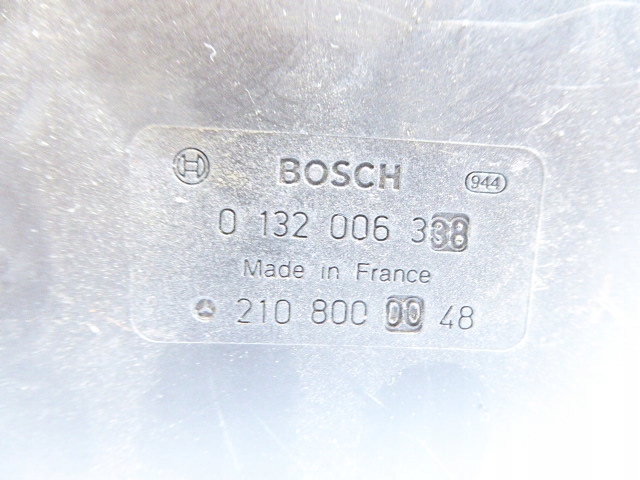 BOSCH 944
0 132 006 338
Made in France
210 800 00 48